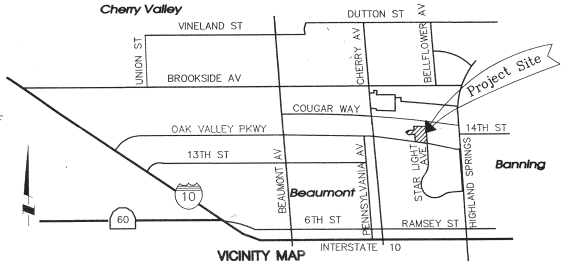 Cherry Valley
DUTTON ST
VINELAND ST
UNION ST
CHERRY AV
BELLFLOWER AV
BROOKSIDE AV
Project Site
COUGAR WAY
OAK VALLEY PKWY
14TH ST
13TH ST
BEAUMONT AV
PENNSYLVANIA AV
STAR LIGHT AVE
HIGHLAND SPRINGS
Banning
10
Beaumont
60
6TH ST
RAMSEY ST
INTERSTATE 10
VICINITY MAP